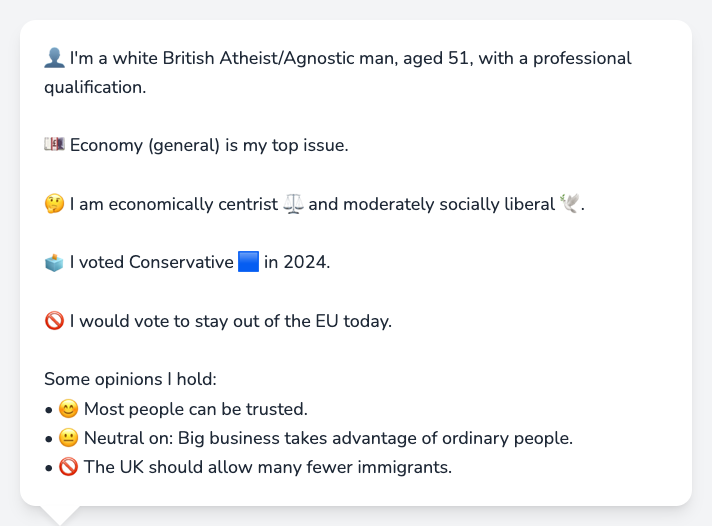 👤 I'm a white British Atheist/Agnostic man, aged 51, with a professional
qualification.
💷 Economy (general) is my top issue.
🤔 I am economically centrist ⚖️ and moderately socially liberal 🕊️.
🗳️ I voted Conservative 🟦 in 2024.
🚫 I would vote to stay out of the EU today.
Some opinions I hold:
• 😊 Most people can be trusted.
• 😐 Neutral on: Big business takes advantage of ordinary people.
• 🚫 The UK should allow many fewer immigrants.